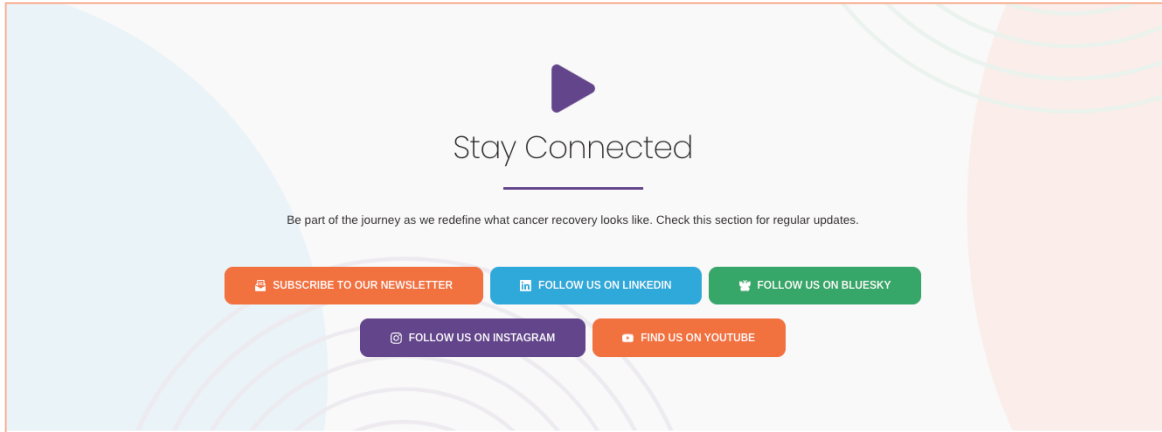 Stay Connected
Be part of the journey as we redefine what cancer recovery looks like. Check this section for regular updates.
SUBSCRIBE TO OUR NEWSLETTER
FOLLOW US ON LINKEDIN
FOLLOW US ON BLUESKY
FOLLOW US ON INSTAGRAM
FIND US ON YOUTUBE